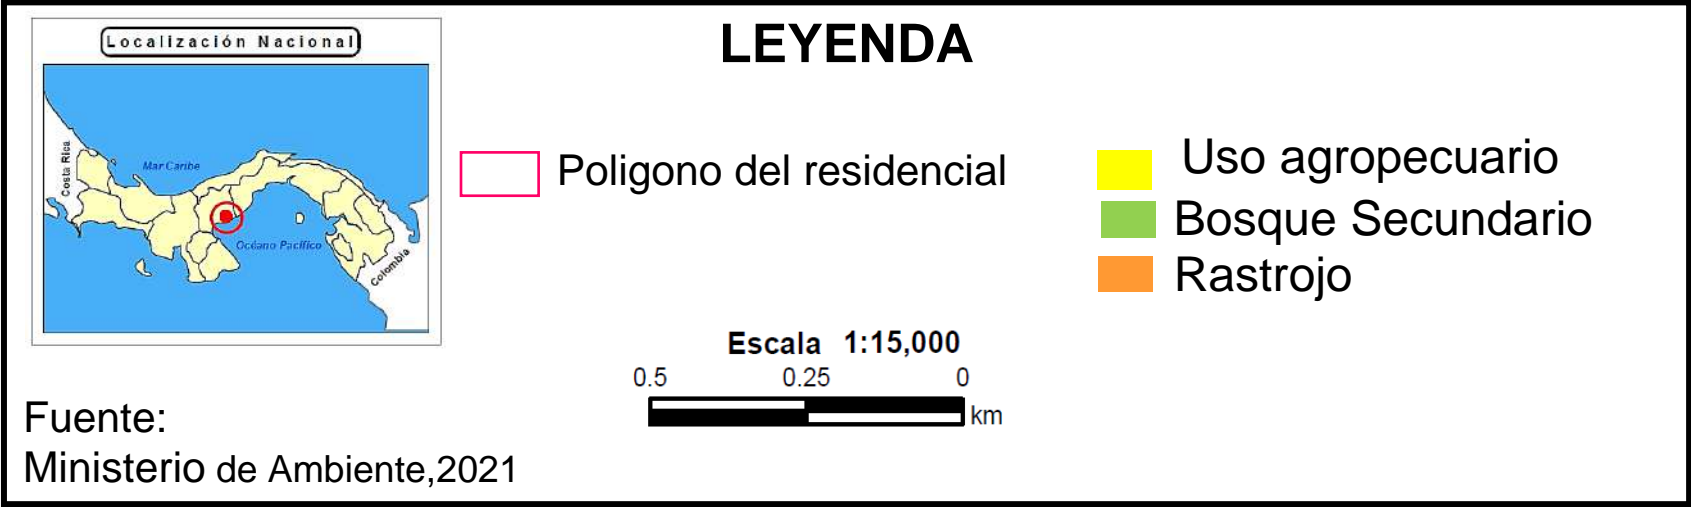 Localización Nacional
Costa Rica
Mar Caribe
Océano Pacífico
Colombia
LEYENDA
Poligono del residencial
Uso agropecuario
Bosque Secundario
Rastrojo
Escala 1:15,000
0.5 0.25 0
km
Fuente:
Ministerio de Ambiente,2021